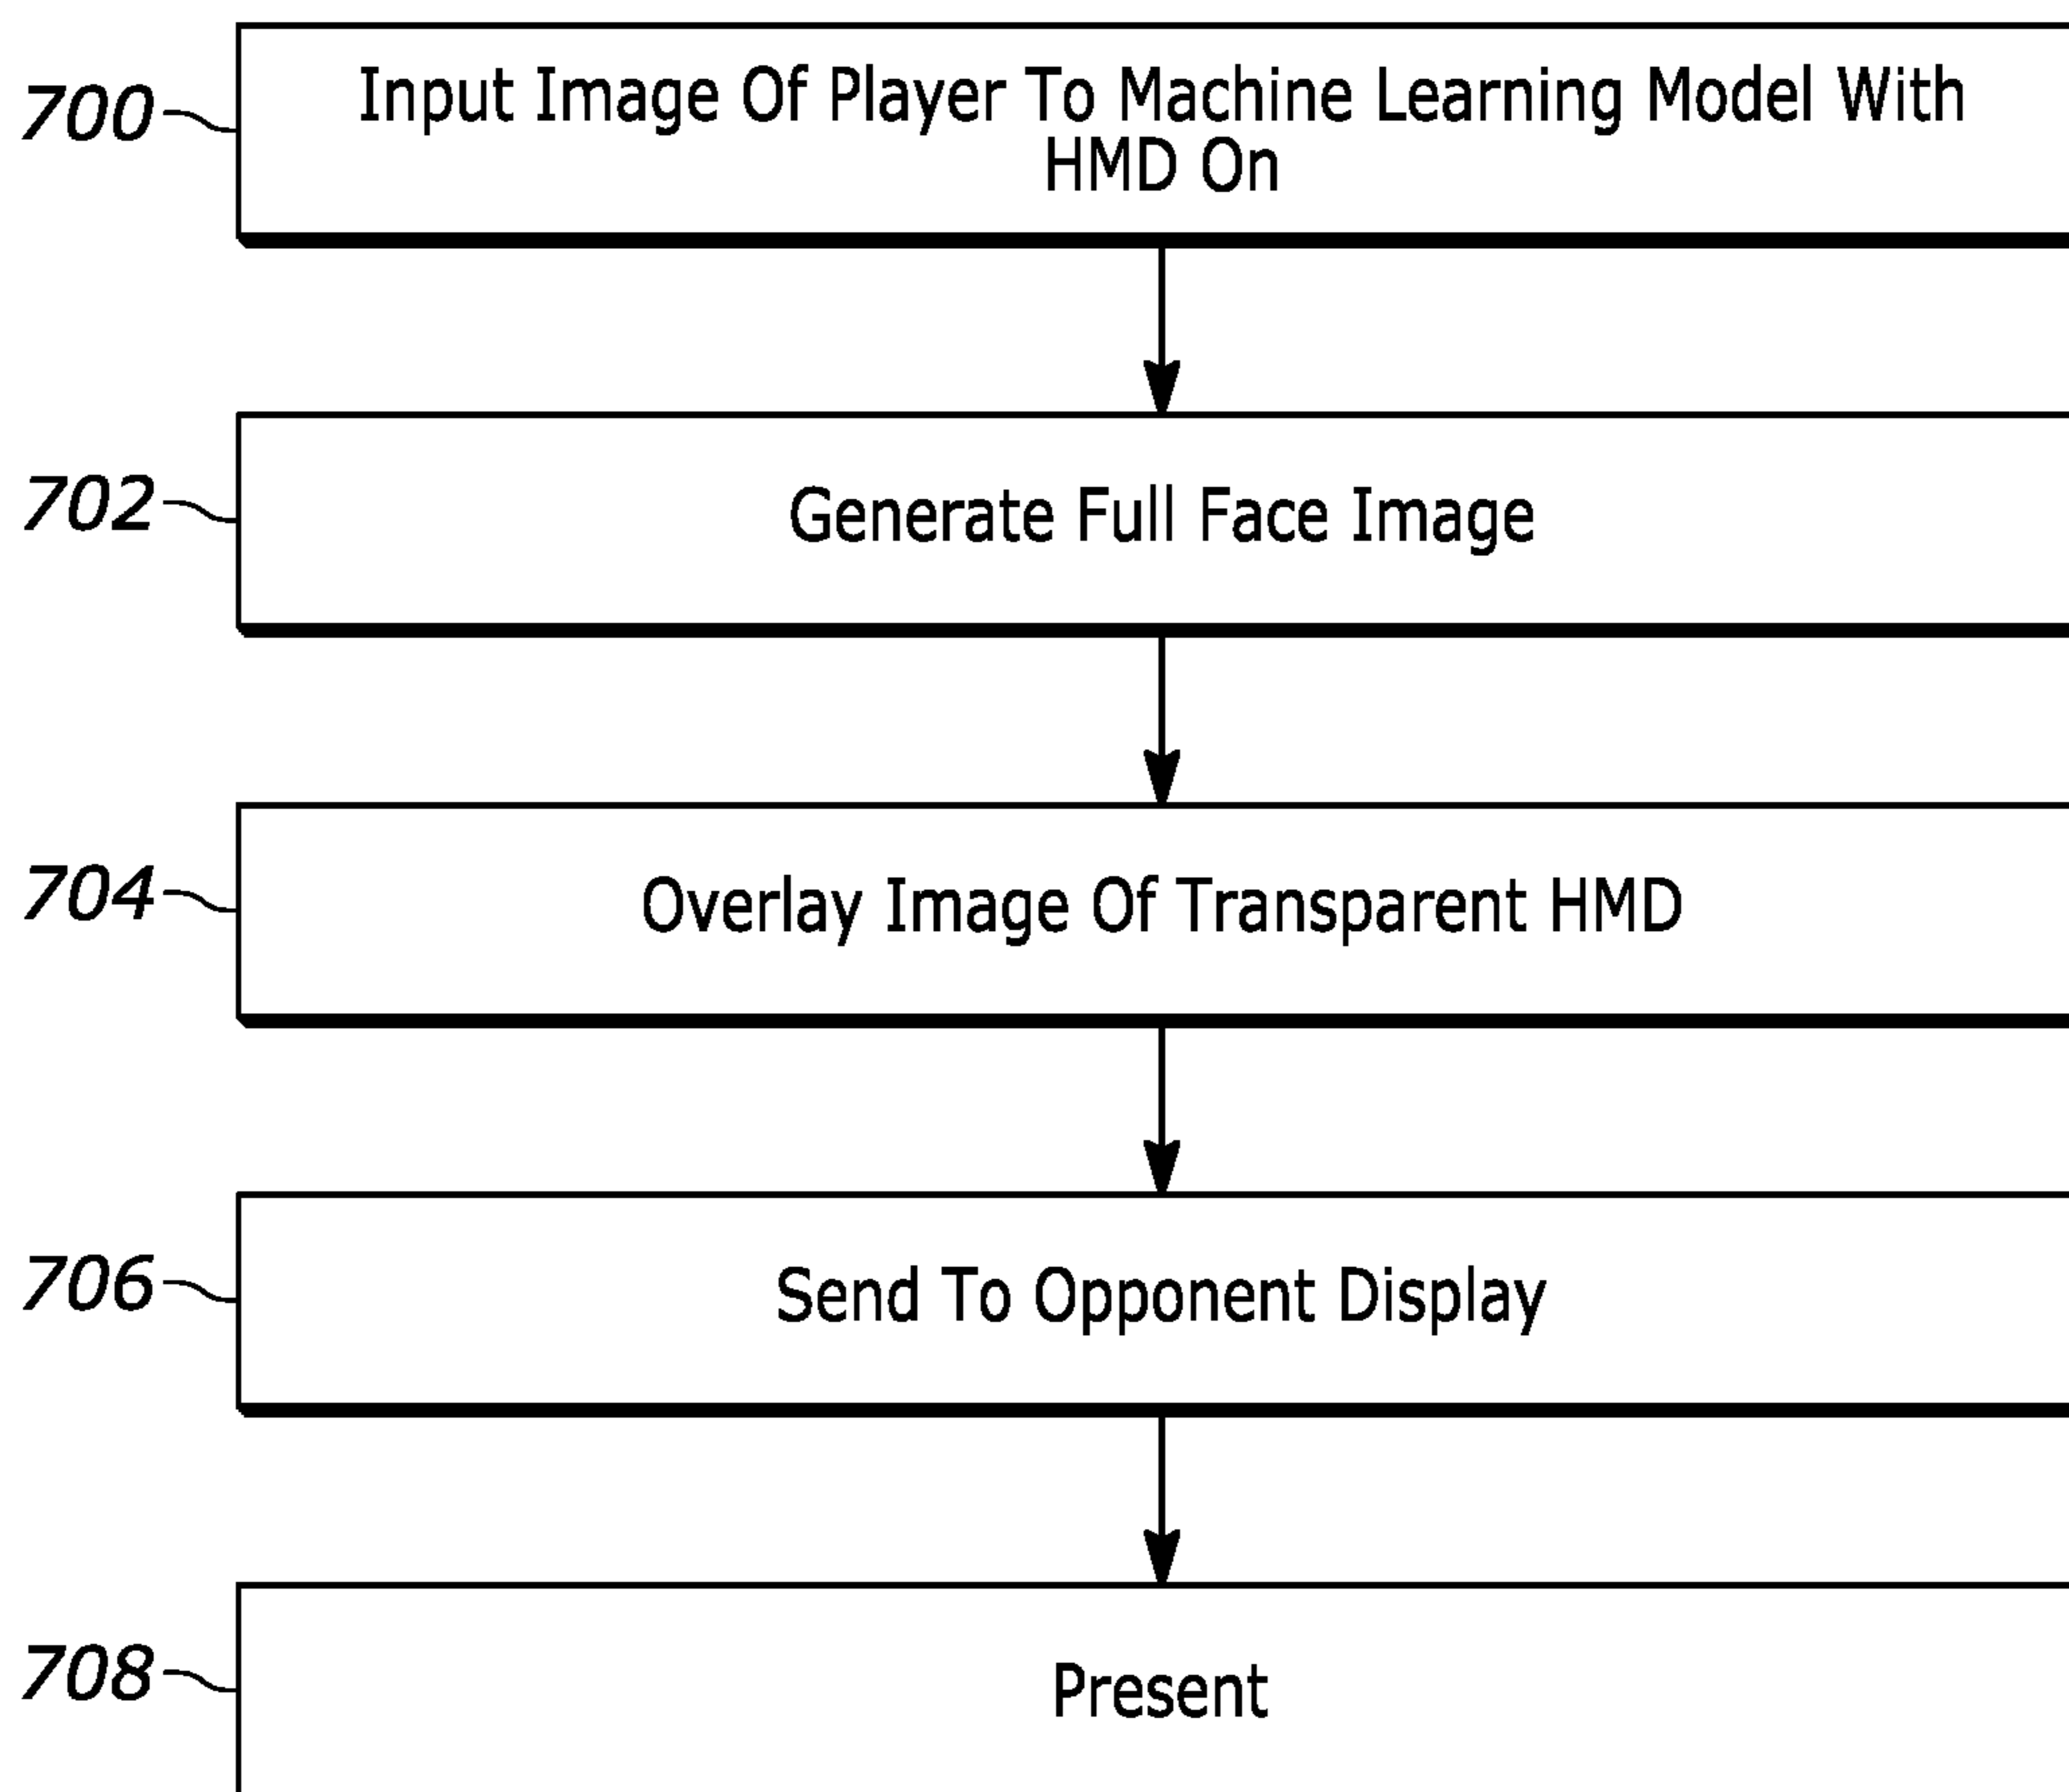 700
Input Image Of Player To Machine Learning Model With
HMD On
702
Generate Full Face Image
704
Overlay Image Of Transparent HMD
706
Send To Opponent Display
708
Present